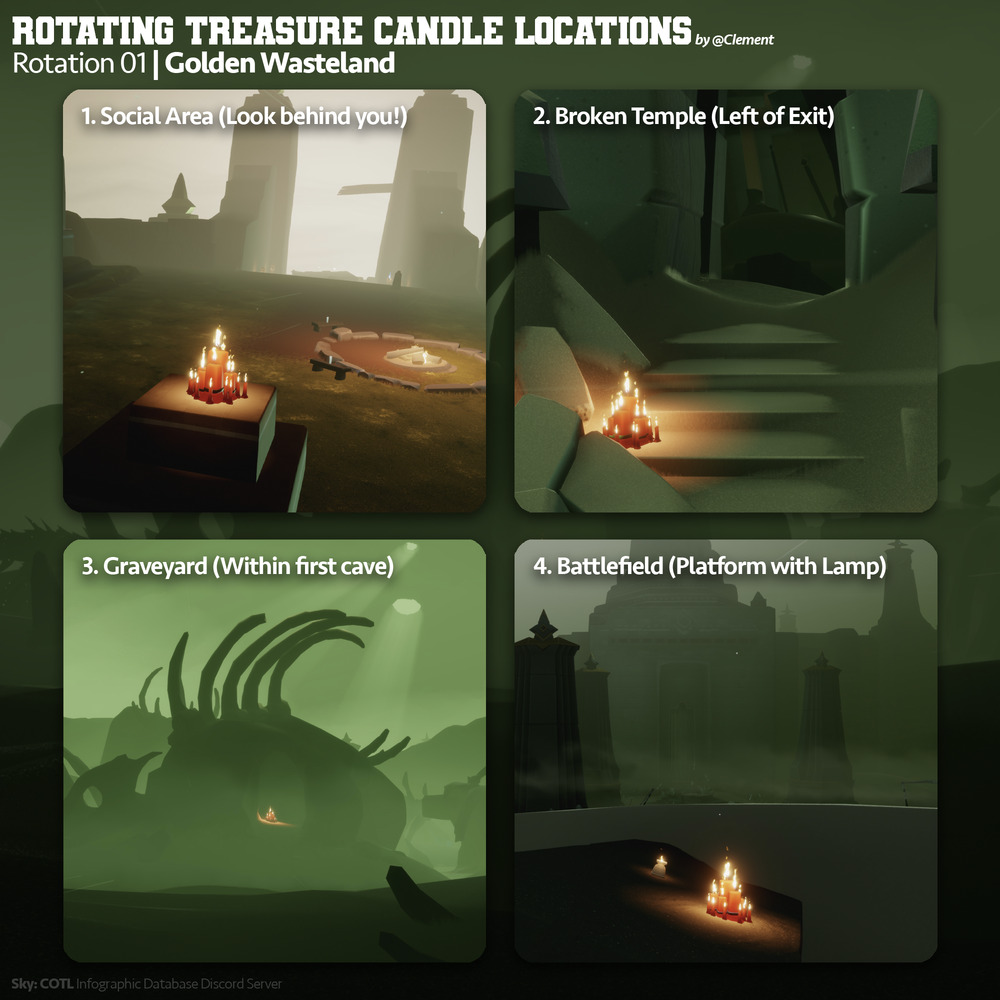 ROTATING TREASURE CANDLE LOCATIONS by @Clement
Rotation 01 | Golden Wasteland
1. Social Area (Look behind you!)
2. Broken Temple (Left of Exit)
3. Graveyard (Within first cave)
4. Battlefield (Platform with Lamp)
Sky: COTL Infographic Database Discord Server